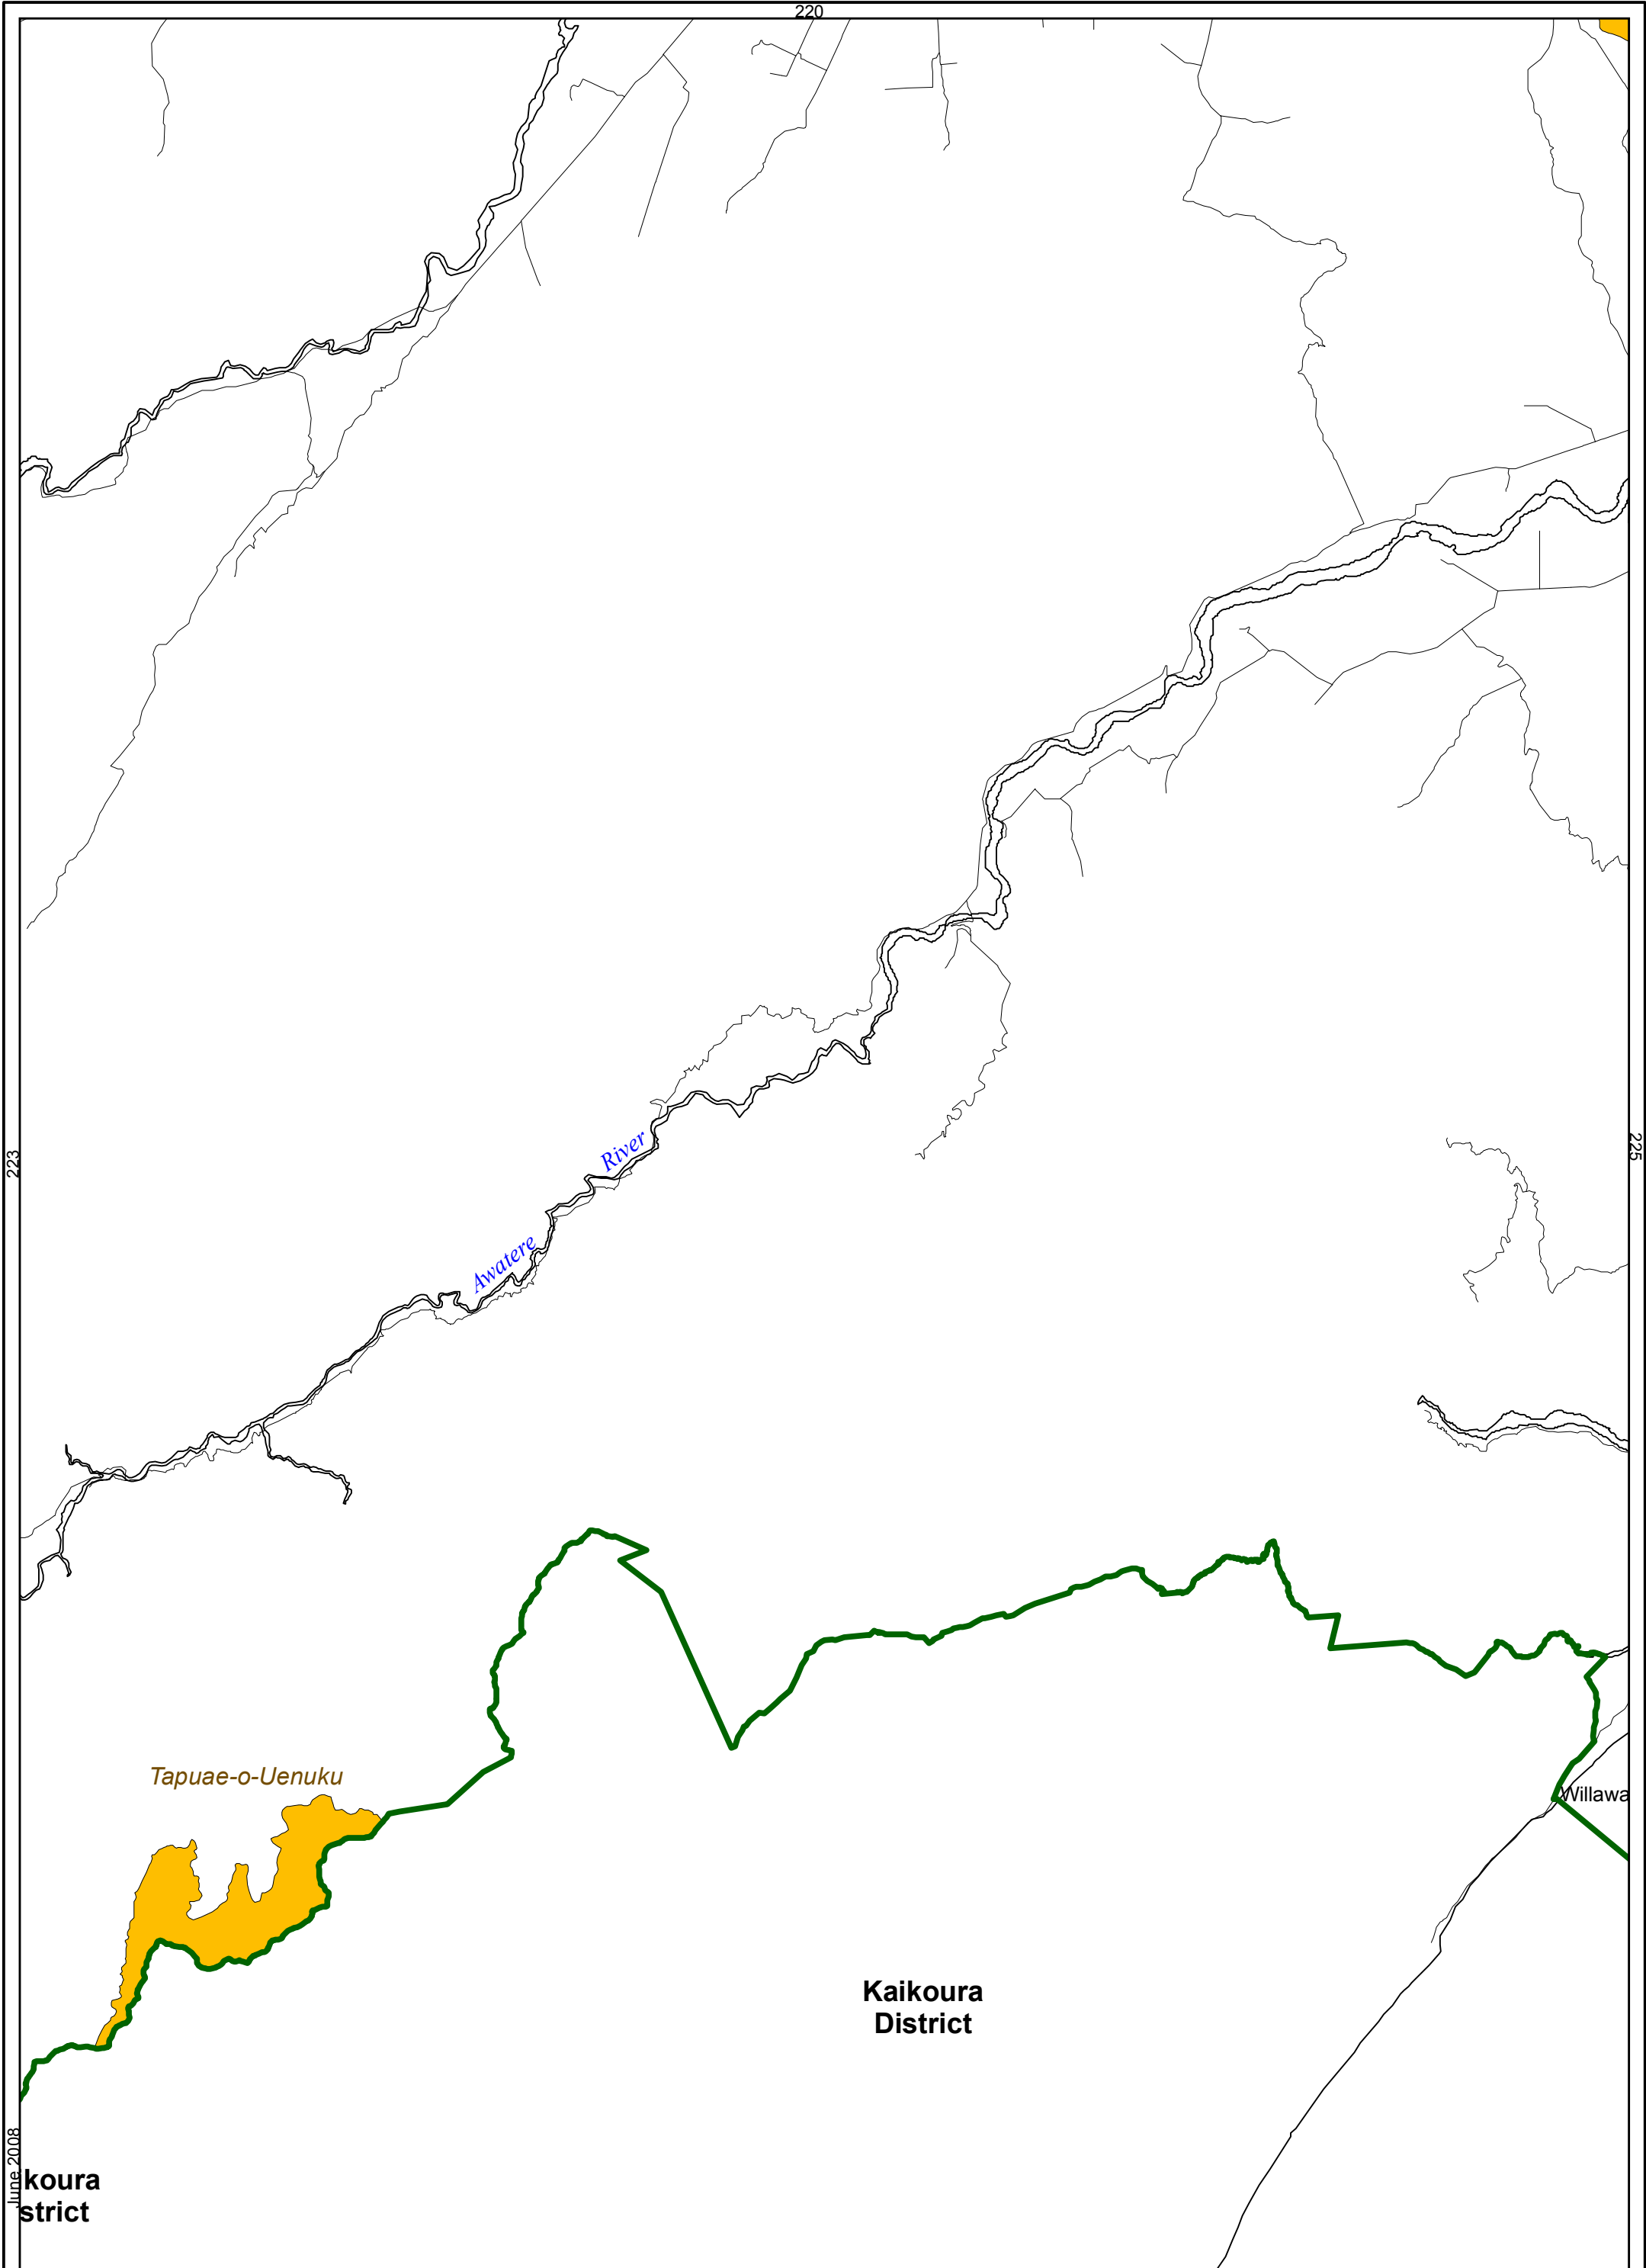 220
223
River
225
Awatere
Tapuae-o-Uenuku
Willawa
Kaikoura
District
June 2008
koura
strict